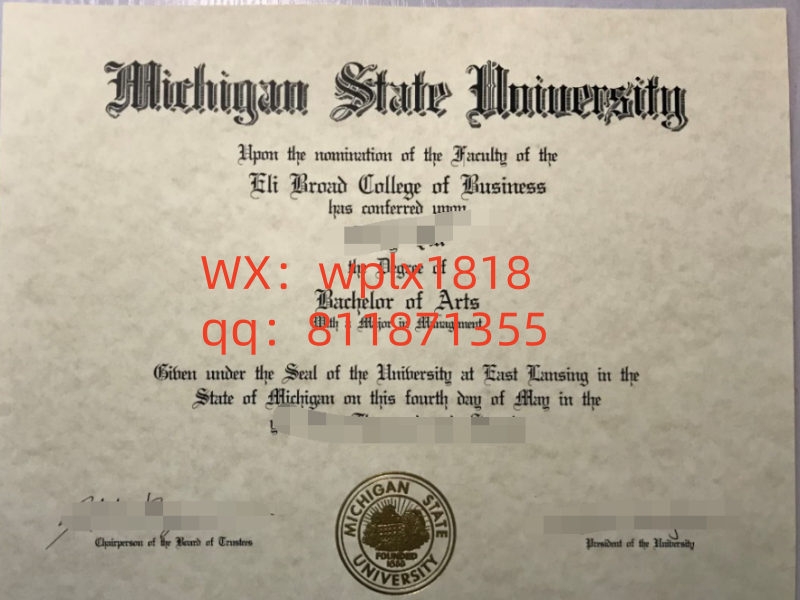 Michigan State University
Upon the nomination of the Faculty of the
Eli Broad College of Business
has conferred upon
WX：wplx1818
the Degree of
Bachelor of Arts
qq：811871355
With a Major in Management
Given under the Seal of the University at East Lansing in the
State of Michigan on this fourth day of May in the
MICHIGAN STATE
UNIVERSITY
FOUNDED
Chairperson of the Board of Trustees
President of the University